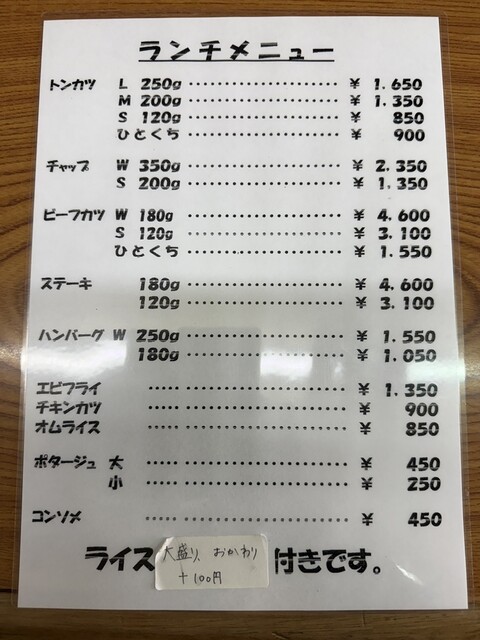 ランチメニュー
トンカツ L 250g ‥‥‥‥‥‥‥‥ ¥ 1.650
M 200g ‥‥‥‥‥‥‥‥ ¥ 1.350
S 120g ‥‥‥‥‥‥‥‥ ¥ 850
ひとくち ‥‥‥‥‥‥‥‥ ¥ 900
チャップ W 350g ‥‥‥‥‥‥‥‥ ¥ 2.350
S 200g ‥‥‥‥‥‥‥‥ ¥ 1.350
ビーフカツ W 180g ‥‥‥‥‥‥‥‥ ¥ 4.600
S 120g ‥‥‥‥‥‥‥‥ ¥ 3.100
ひとくち ‥‥‥‥‥‥‥‥ ¥ 1.550
ステーキ 180g ‥‥‥‥‥‥‥‥ ¥ 4.600
120g ‥‥‥‥‥‥‥‥ ¥ 3.100
ハンバーグ W 250g ‥‥‥‥‥‥‥‥ ¥ 1.550
180g ‥‥‥‥‥‥‥‥ ¥ 1.050
エビフライ ‥‥‥‥‥‥‥‥‥‥ ¥ 1.350
チキンカツ ‥‥‥‥‥‥‥‥‥‥ ¥ 900
オムライス ‥‥‥‥‥‥‥‥‥‥ ¥ 850
ポタージュ 大 ‥‥‥‥‥‥‥‥‥‥ ¥ 450
小 ‥‥‥‥‥‥‥‥‥‥ ¥ 250
コンソメ ‥‥‥‥‥‥‥‥‥‥ ¥ 450
ライス 付きです。
大盛り、おかわり
+100円